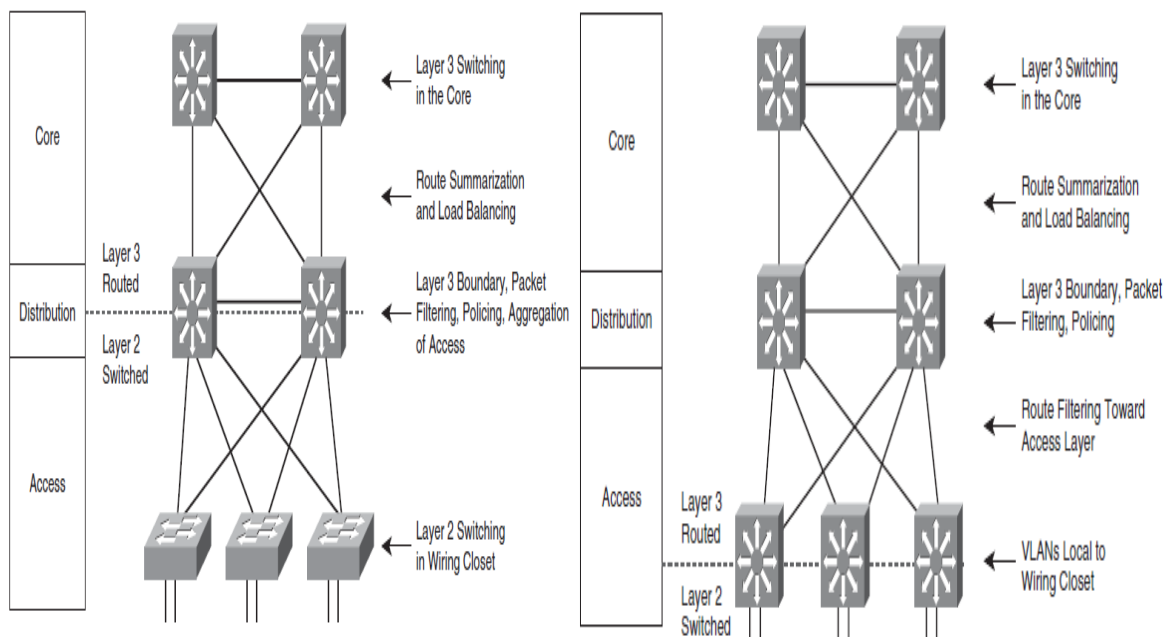 Core
Distribution
Access
Layer 3
Routed
Layer 2
Switched
Layer 3 Switching
in the Core
Route Summarization
and Load Balancing
Layer 3 Boundary, Packet
Filtering, Policing, Aggregation
of Access
Layer 2 Switching
in Wiring Closet
Core
Distribution
Access
Layer 3
Routed
Layer 2
Switched
Layer 3 Switching
in the Core
Route Summarization
and Load Balancing
Layer 3 Boundary, Packet
Filtering, Policing
Route Filtering Toward
Access Layer
VLANs Local to
Wiring Closet